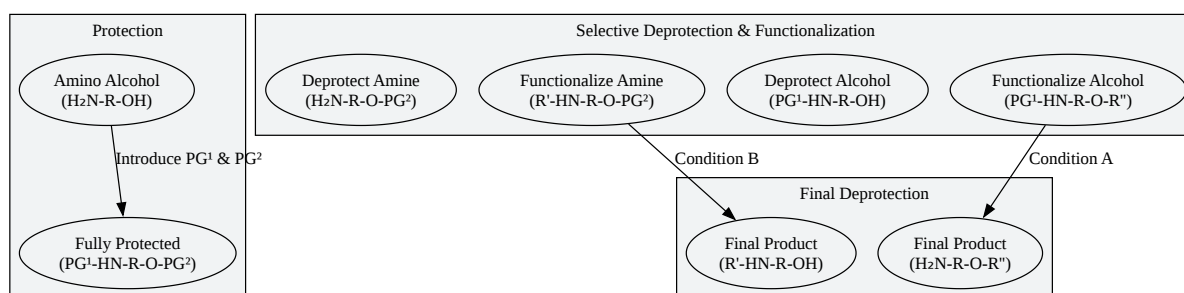 Protection
Selective Deprotection & Functionalization
Amino Alcohol
(H₂N-R-OH)
Deprotect Amine
(H₂N-R-O-PG²)
Functionalize Amine
(R'-HN-R-O-PG²)
Deprotect Alcohol
(PG¹-HN-R-OH)
Functionalize Alcohol
(PG¹-HN-R-O-R")
Introduce PG¹ & PG²
Condition B
Condition A
Final Deprotection
Fully Protected
(PG¹-HN-R-O-PG²)
Final Product
(R'-HN-R-OH)
Final Product
(H₂N-R-O-R")